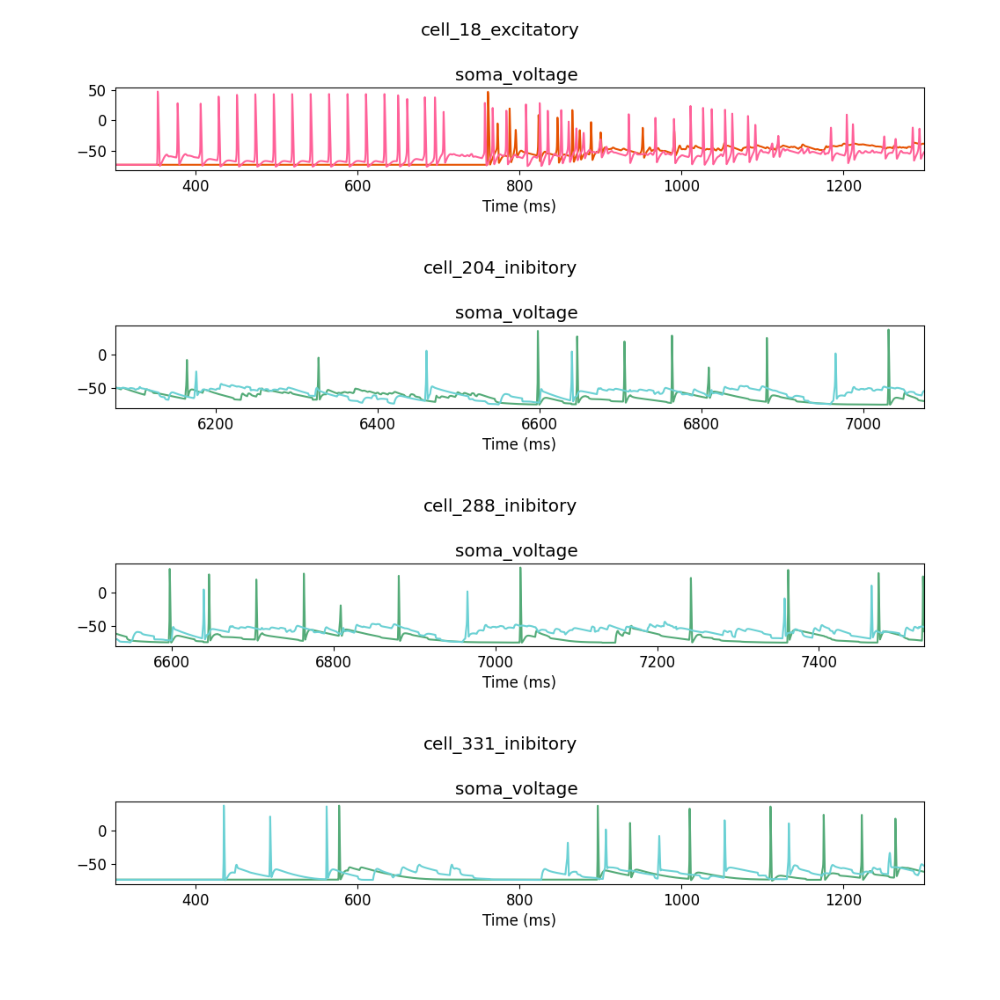 cell_18_excitatory
soma_voltage
50
0
−50
400 600 800 1000 1200
Time (ms)
cell_204_inibitory
soma_voltage
0
−50
6200 6400 6600 6800 7000
Time (ms)
cell_288_inibitory
soma_voltage
0
−50
6600 6800 7000 7200 7400
Time (ms)
cell_331_inibitory
soma_voltage
0
−50
400 600 800 1000 1200
Time (ms)